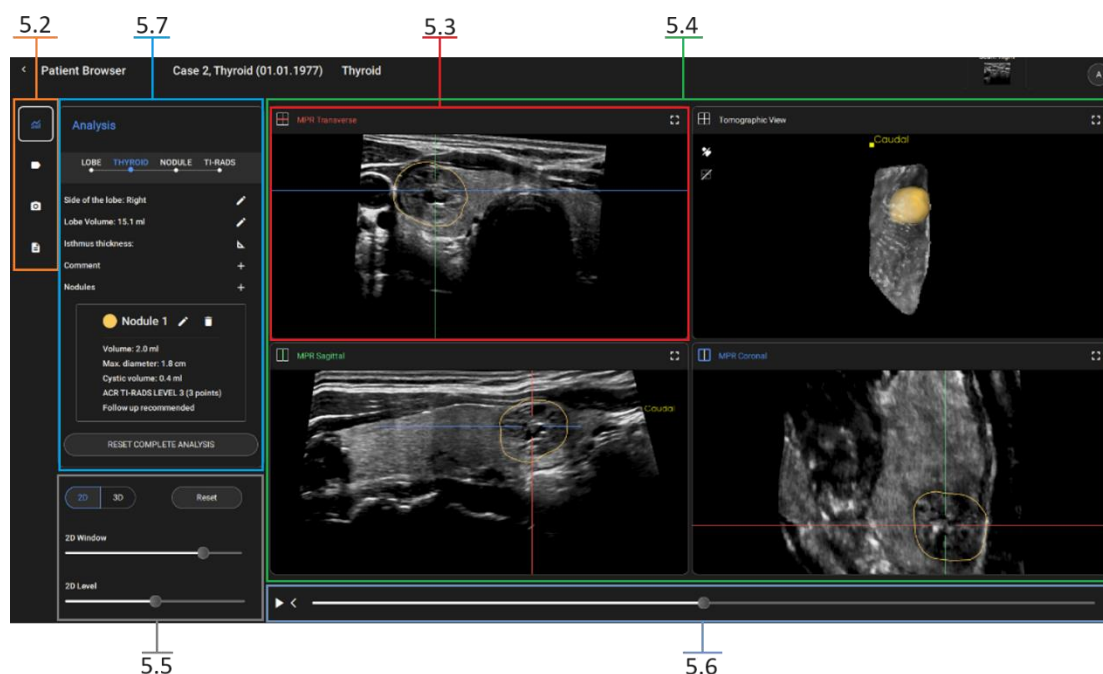 5.2
5.7
5.3
5.4
Patient Browser
Case 2, Thyroid (01.01.1977)
Thyroid
A
Analysis
LOBE THYROID NODULE TI-RADS
Side of the lobe: Right
Lobe Volume: 15.1 ml
Isthmus thickness:
Comment
Nodules
Nodule 1
Volume: 2.0 ml
Max. diameter: 1.8 cm
Cystic volume: 0.4 ml
ACR TI-RADS LEVEL 3 (3 points)
Follow up recommended
RESET COMPLETE ANALYSIS
2D 3D Reset
2D Window
2D Level
MPR Transverse
Tomographic View
Caudal
MPR Sagittal
Caudal
MPR Coronal
5.5
5.6